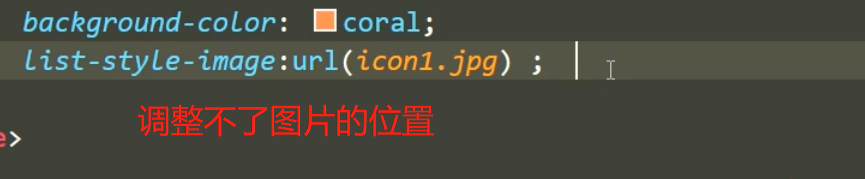 background-color: coral;
list-style-image:url(icon1.jpg) ;
调整不了图片的位置
e>